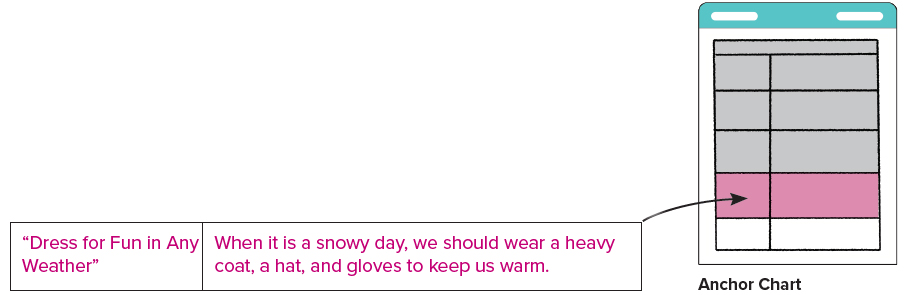 “Dress for Fun in Any
Weather”
When it is a snowy day, we should wear a heavy
coat, a hat, and gloves to keep us warm.
Anchor Chart